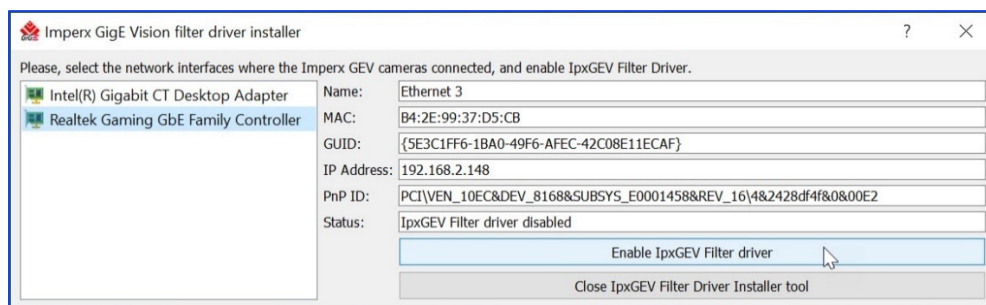 Imperx GigE Vision filter driver installer
Please, select the network interfaces where the Imperx GEV cameras connected, and enable IpxGEV Filter Driver.
Intel(R) Gigabit CT Desktop Adapter
Realtek Gaming GbE Family Controller
Name: Ethernet 3
MAC: B4:2E:99:37:D5:CB
GUID: {5E3C1FF6-1BA0-49F6-AFEC-42C08E11ECAF}
IP Address: 192.168.2.148
PnP ID: PCI\VEN_10EC&DEV_8168&SUBSYS_E0001458&REV_16\4&2428df4f&0&00E2
Status: IpxGEV Filter driver disabled
Enable IpxGEV Filter driver
Close IpxGEV Filter Driver Installer tool